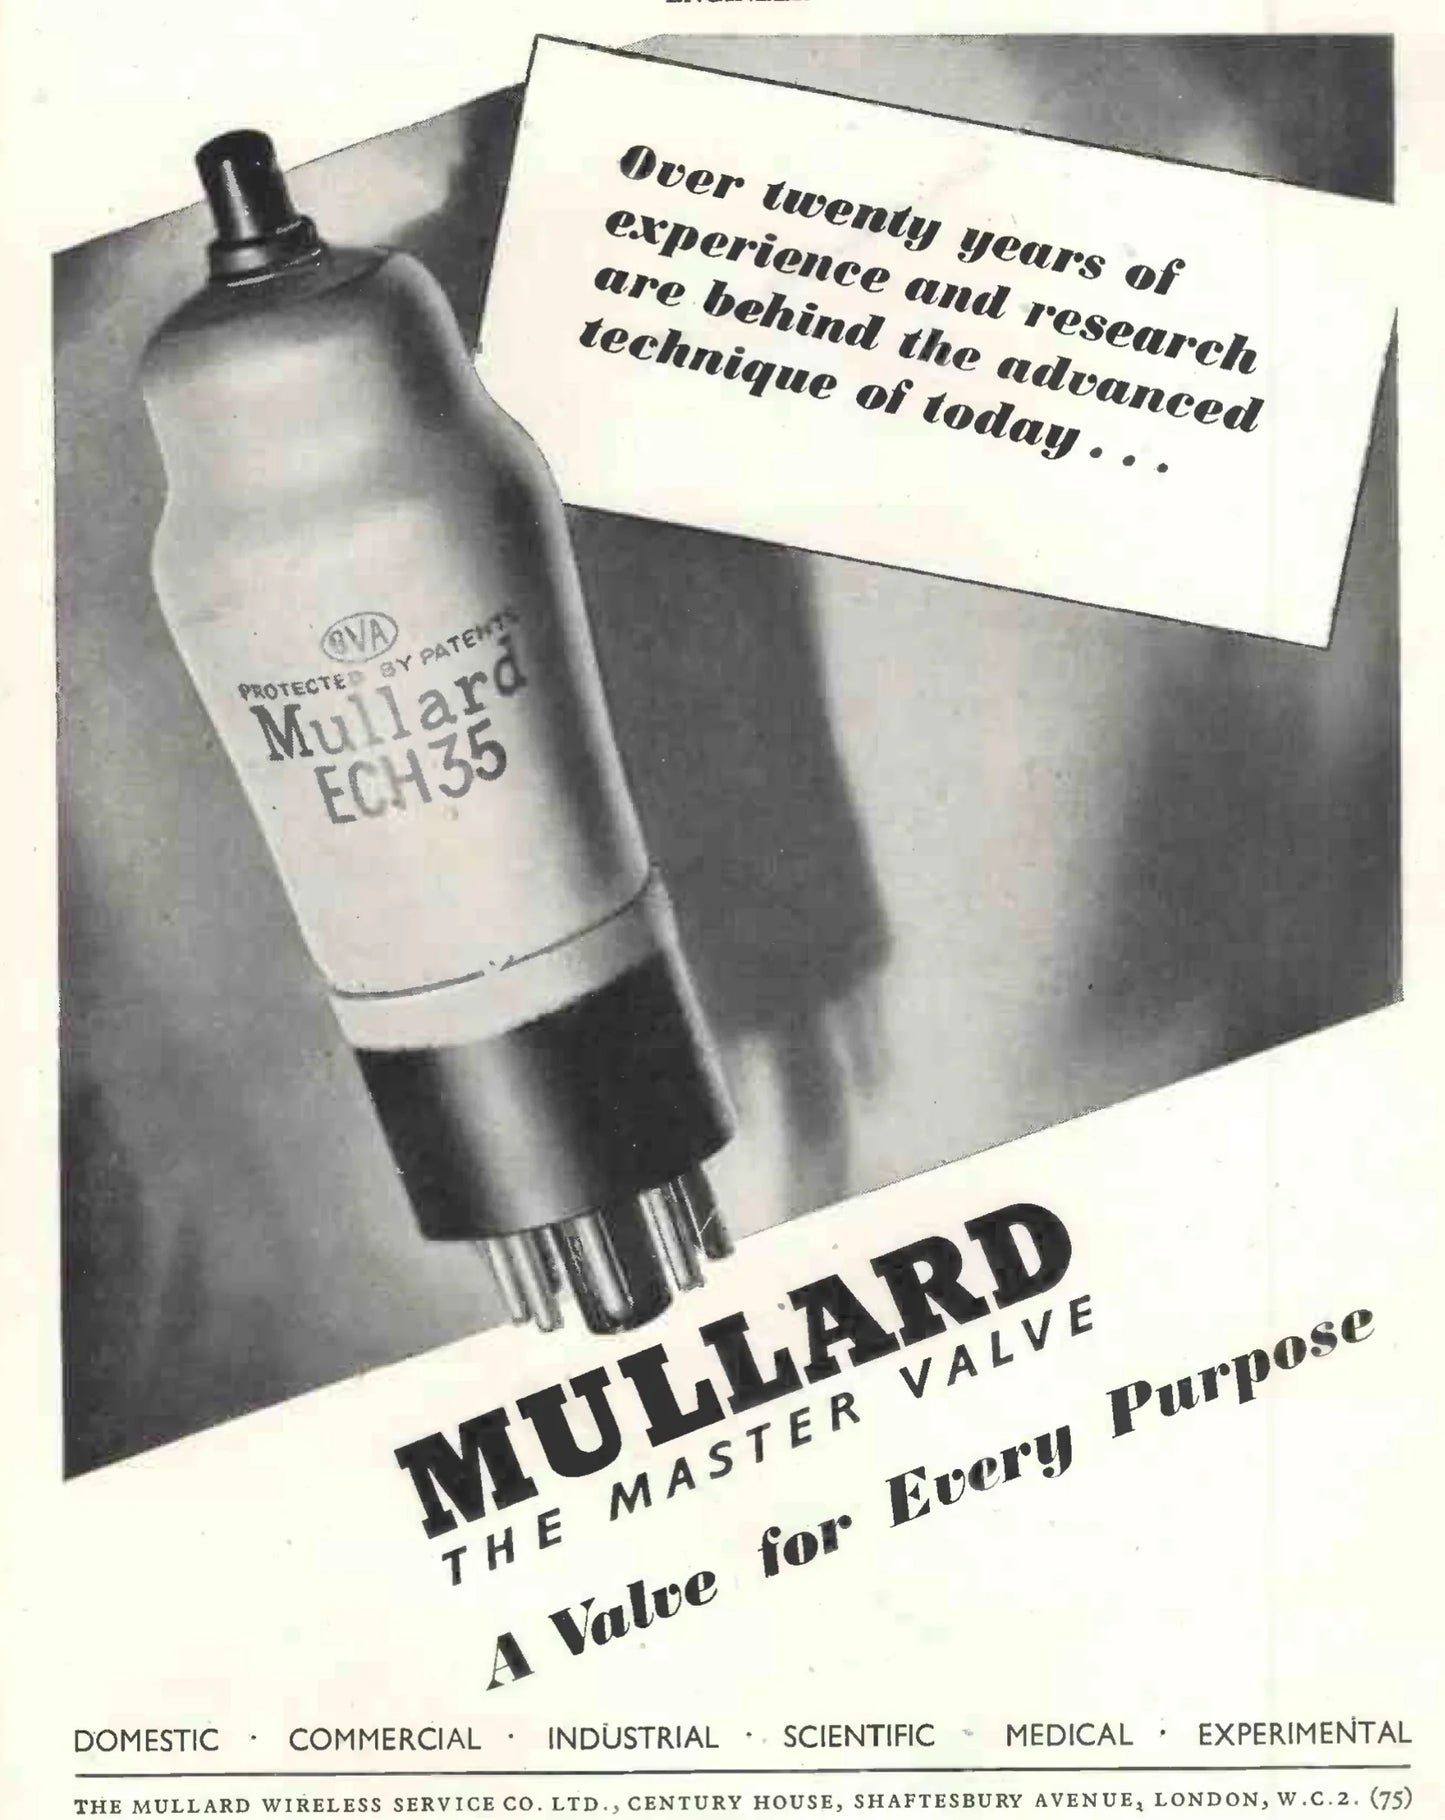 Over twenty years of
experience and research
are behind the advanced
technique of today...
BVA
PROTECTED BY PATENTS
Mullard
ECH35
MULLARD
THE MASTER VALVE
A Valve for Every Purpose
DOMESTIC · COMMERCIAL · INDUSTRIAL · SCIENTIFIC · MEDICAL · EXPERIMENTAL
THE MULLARD WIRELESS SERVICE CO. LTD., CENTURY HOUSE, SHAFTESBURY AVENUE, LONDON, W.C.2. (75)